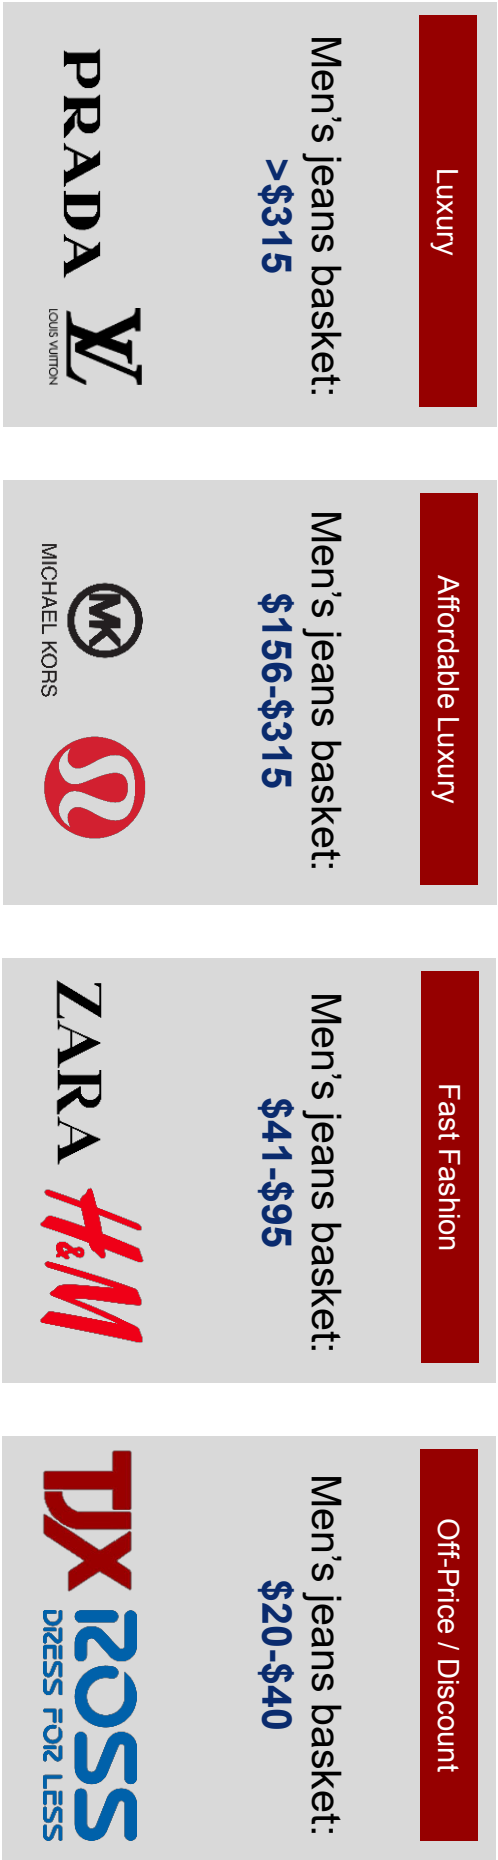 Luxury
Men's jeans basket:
>$315
PRADA
LV
LOUIS VUITTON
Affordable Luxury
Men's jeans basket:
$156-$315
MK
MICHAEL KORS
Fast Fashion
Men's jeans basket:
$41-$95
ZARA
H&M
Off-Price / Discount
Men's jeans basket:
$20-$40
TJX
ROSS
DRESS FOR LESS